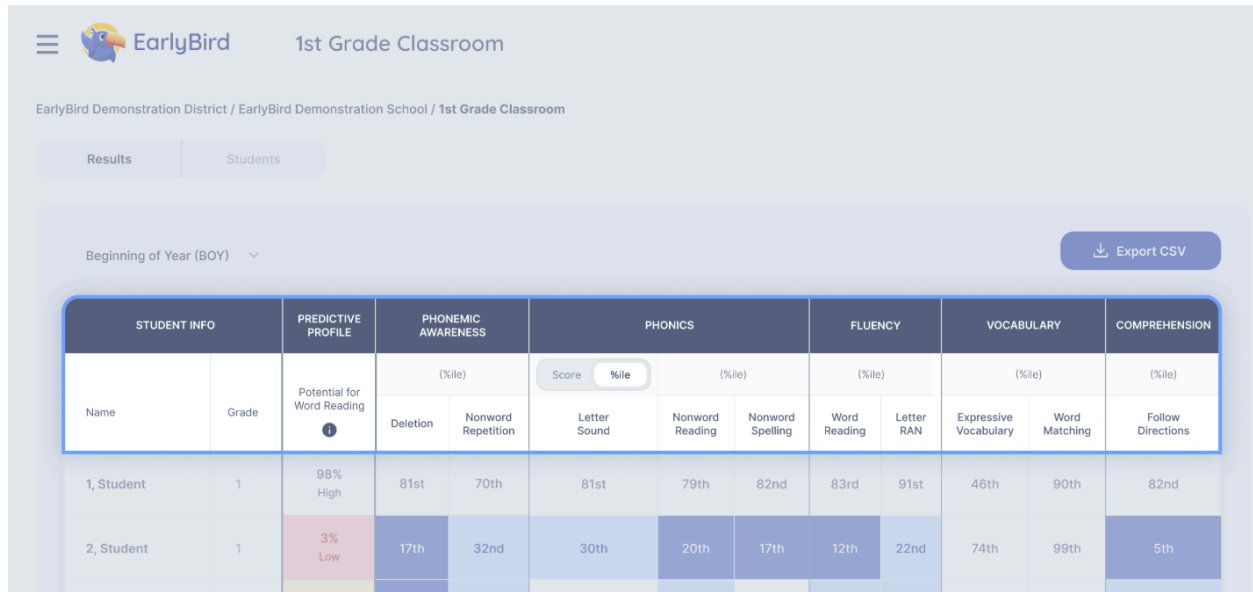 EarlyBird 1st Grade Classroom
EarlyBird Demonstration District / EarlyBird Demonstration School / 1st Grade Classroom
Results Students
Beginning of Year (BOY) Export CSV
STUDENT INFO PREDICTIVE PROFILE PHONEMIC AWARENESS PHONICS FLUENCY VOCABULARY COMPREHENSION
(%ile) Score %ile (%ile) (%ile) (%ile) (%ile)
Name Grade Potential for Word Reading i Deletion Nonword Repetition Letter Sound Nonword Reading Nonword Spelling Word Reading Letter RAN Expressive Vocabulary Word Matching Follow Directions
1, Student 1 98% High 81st 70th 81st 79th 82nd 83rd 91st 46th 90th 82nd
2, Student 1 3% Low 17th 32nd 30th 20th 17th 12th 22nd 74th 99th 5th